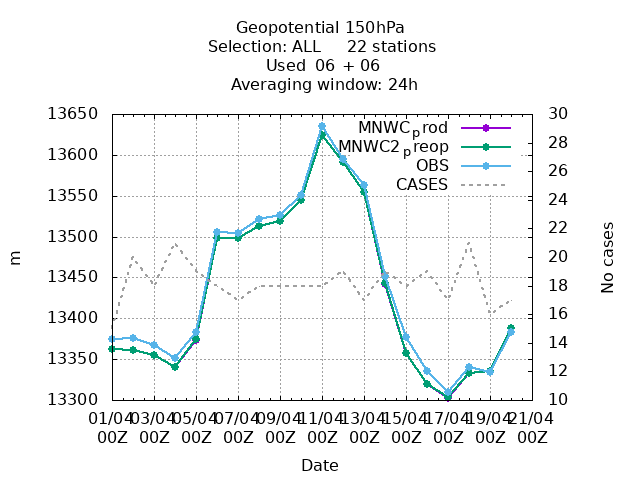 Geopotential 150hPa
Selection: ALL 22 stations
Used 06 + 06
Averaging window: 24h
13650
13600
13550
13500
13450
13400
13350
13300
m
30
28
26
24
22
20
18
16
14
12
10
No cases
MNWCprod
MNWC2preop
OBS
CASES
01/04 03/04 05/04 07/04 09/04 11/04 13/04 15/04 17/04 19/04 21/04
00Z 00Z 00Z 00Z 00Z 00Z 00Z 00Z 00Z 00Z 00Z
Date